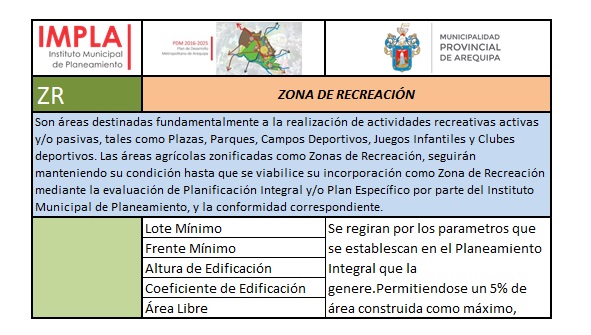 IMPLA
Instituto Municipal
de Planeamiento
PDM 2016-2025
Plan de Desarrollo
Metropolitano de Arequipa
MUNICIPALIDAD
PROVINCIAL
DE AREQUIPA
ZR
ZONA DE RECREACIÓN
Son áreas destinadas fundamentalmente a la realización de actividades recreativas activas
y/o pasivas, tales como Plazas, Parques, Campos Deportivos, Juegos Infantiles y Clubes
deportivos. Las áreas agrícolas zonificadas como Zonas de Recreación, seguirán
manteniendo su condición hasta que se viabilice su incorporación como Zona de Recreación
mediante la evaluación de Planificación Integral y/o Plan Específico por parte del Instituto
Municipal de Planeamiento, y la conformidad correspondiente.
Lote Mínimo
Frente Mínimo
Altura de Edificación
Coeficiente de Edificación
Área Libre
Se regiran por los parametros que
se establescan en el Planeamiento
Integral que la
genere.Permitiendose un 5% de
área construida como máximo,